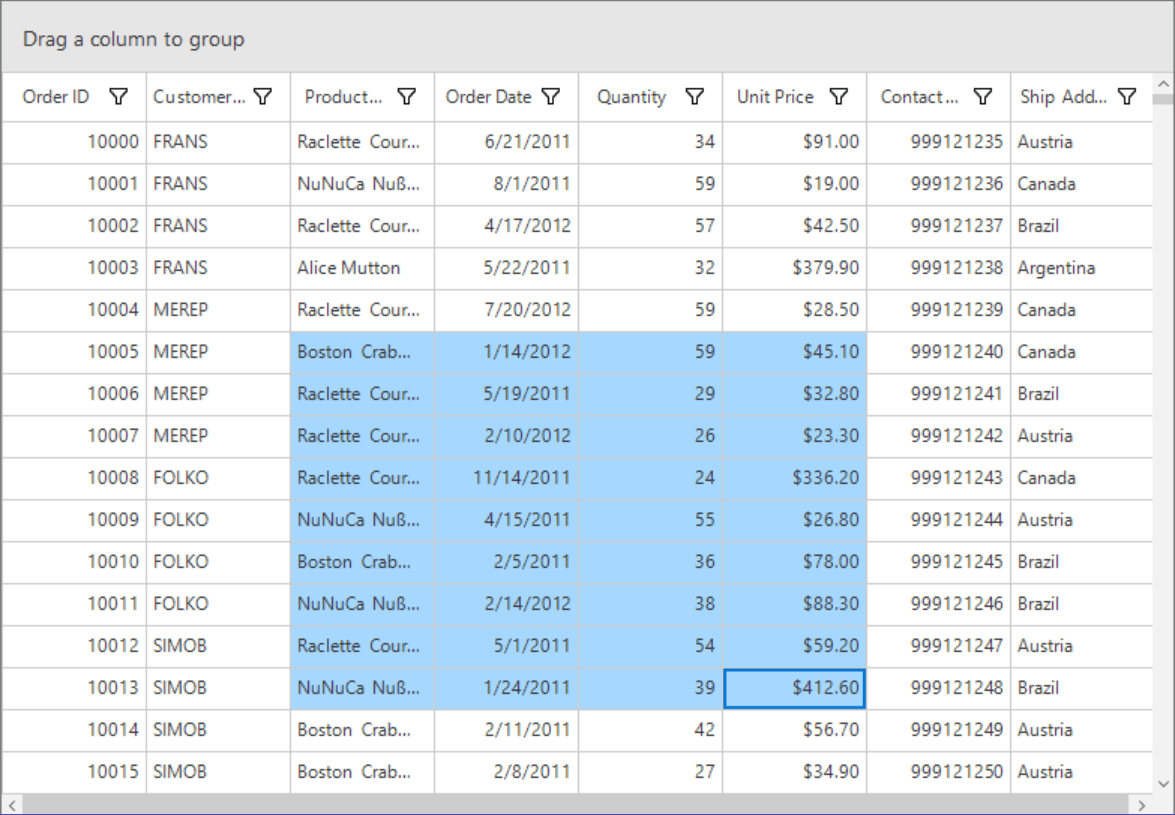 Drag a column to group
Order ID Customer... Product... Order Date Quantity Unit Price Contact... Ship Add...
10000 FRANS Raclette Cour... 6/21/2011 34 $91.00 999121235 Austria
10001 FRANS NuNuCa Nuß... 8/1/2011 59 $19.00 999121236 Canada
10002 FRANS Raclette Cour... 4/17/2012 57 $42.50 999121237 Brazil
10003 FRANS Alice Mutton 5/22/2011 32 $379.90 999121238 Argentina
10004 MEREP Raclette Cour... 7/20/2012 59 $28.50 999121239 Canada
10005 MEREP Boston Crab... 1/14/2012 59 $45.10 999121240 Canada
10006 MEREP Raclette Cour... 5/19/2011 29 $32.80 999121241 Brazil
10007 MEREP Raclette Cour... 2/10/2012 26 $23.30 999121242 Austria
10008 FOLKO Raclette Cour... 11/14/2011 24 $336.20 999121243 Canada
10009 FOLKO NuNuCa Nuß... 4/15/2011 55 $26.80 999121244 Austria
10010 FOLKO Boston Crab... 2/5/2011 36 $78.00 999121245 Brazil
10011 FOLKO NuNuCa Nuß... 2/14/2012 38 $88.30 999121246 Brazil
10012 SIMOB Raclette Cour... 5/1/2011 54 $59.20 999121247 Austria
10013 SIMOB NuNuCa Nuß... 1/24/2011 39 $412.60 999121248 Brazil
10014 SIMOB Boston Crab... 2/11/2011 42 $56.70 999121249 Austria
10015 SIMOB Boston Crab... 2/8/2011 27 $34.90 999121250 Austria